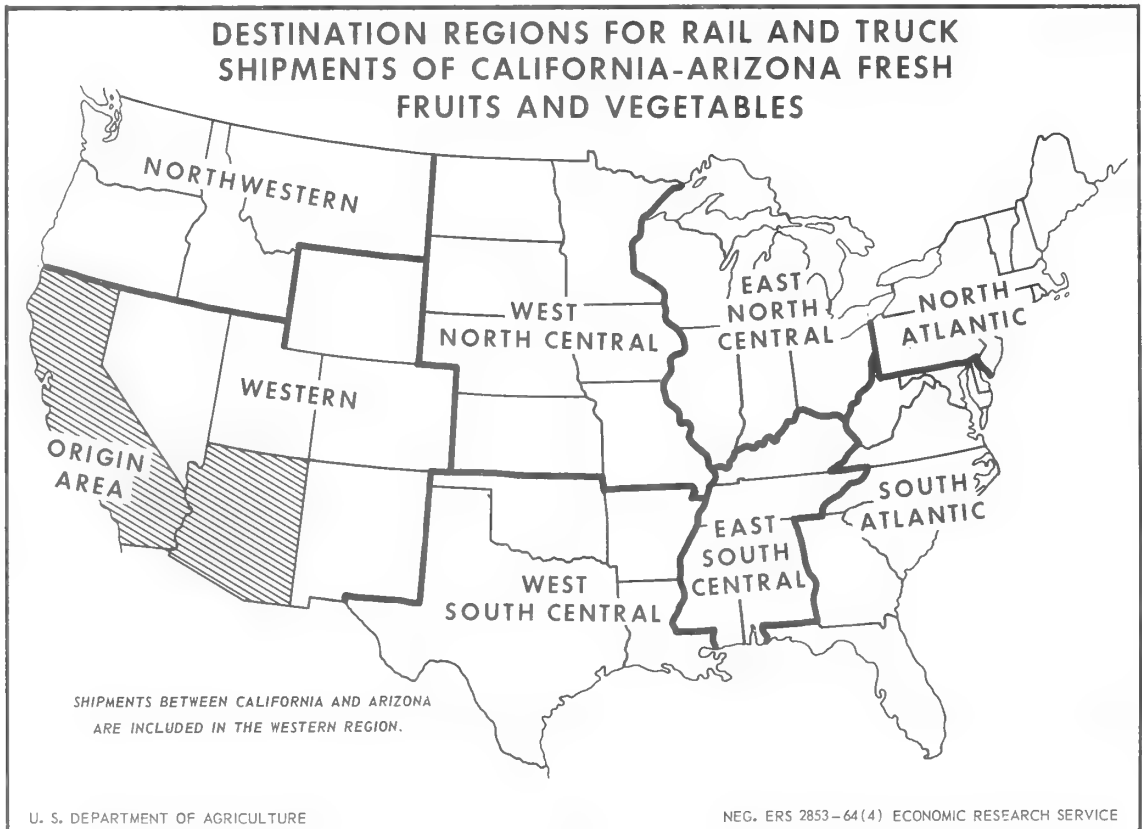 DESTINATION REGIONS FOR RAIL AND TRUCK
SHIPMENTS OF CALIFORNIA-ARIZONA FRESH
FRUITS AND VEGETABLES
NORTHWESTERN
WEST
NORTH CENTRAL
EAST
NORTH
CENTRAL
NORTH
ATLANTIC
WESTERN
ORIGIN
AREA
SOUTH
ATLANTIC
EAST
SOUTH
CENTRAL
WEST
SOUTH CENTRAL
SHIPMENTS BETWEEN CALIFORNIA AND ARIZONA
ARE INCLUDED IN THE WESTERN REGION.
U. S. DEPARTMENT OF AGRICULTURE
NEG. ERS 2853-64(4) ECONOMIC RESEARCH SERVICE